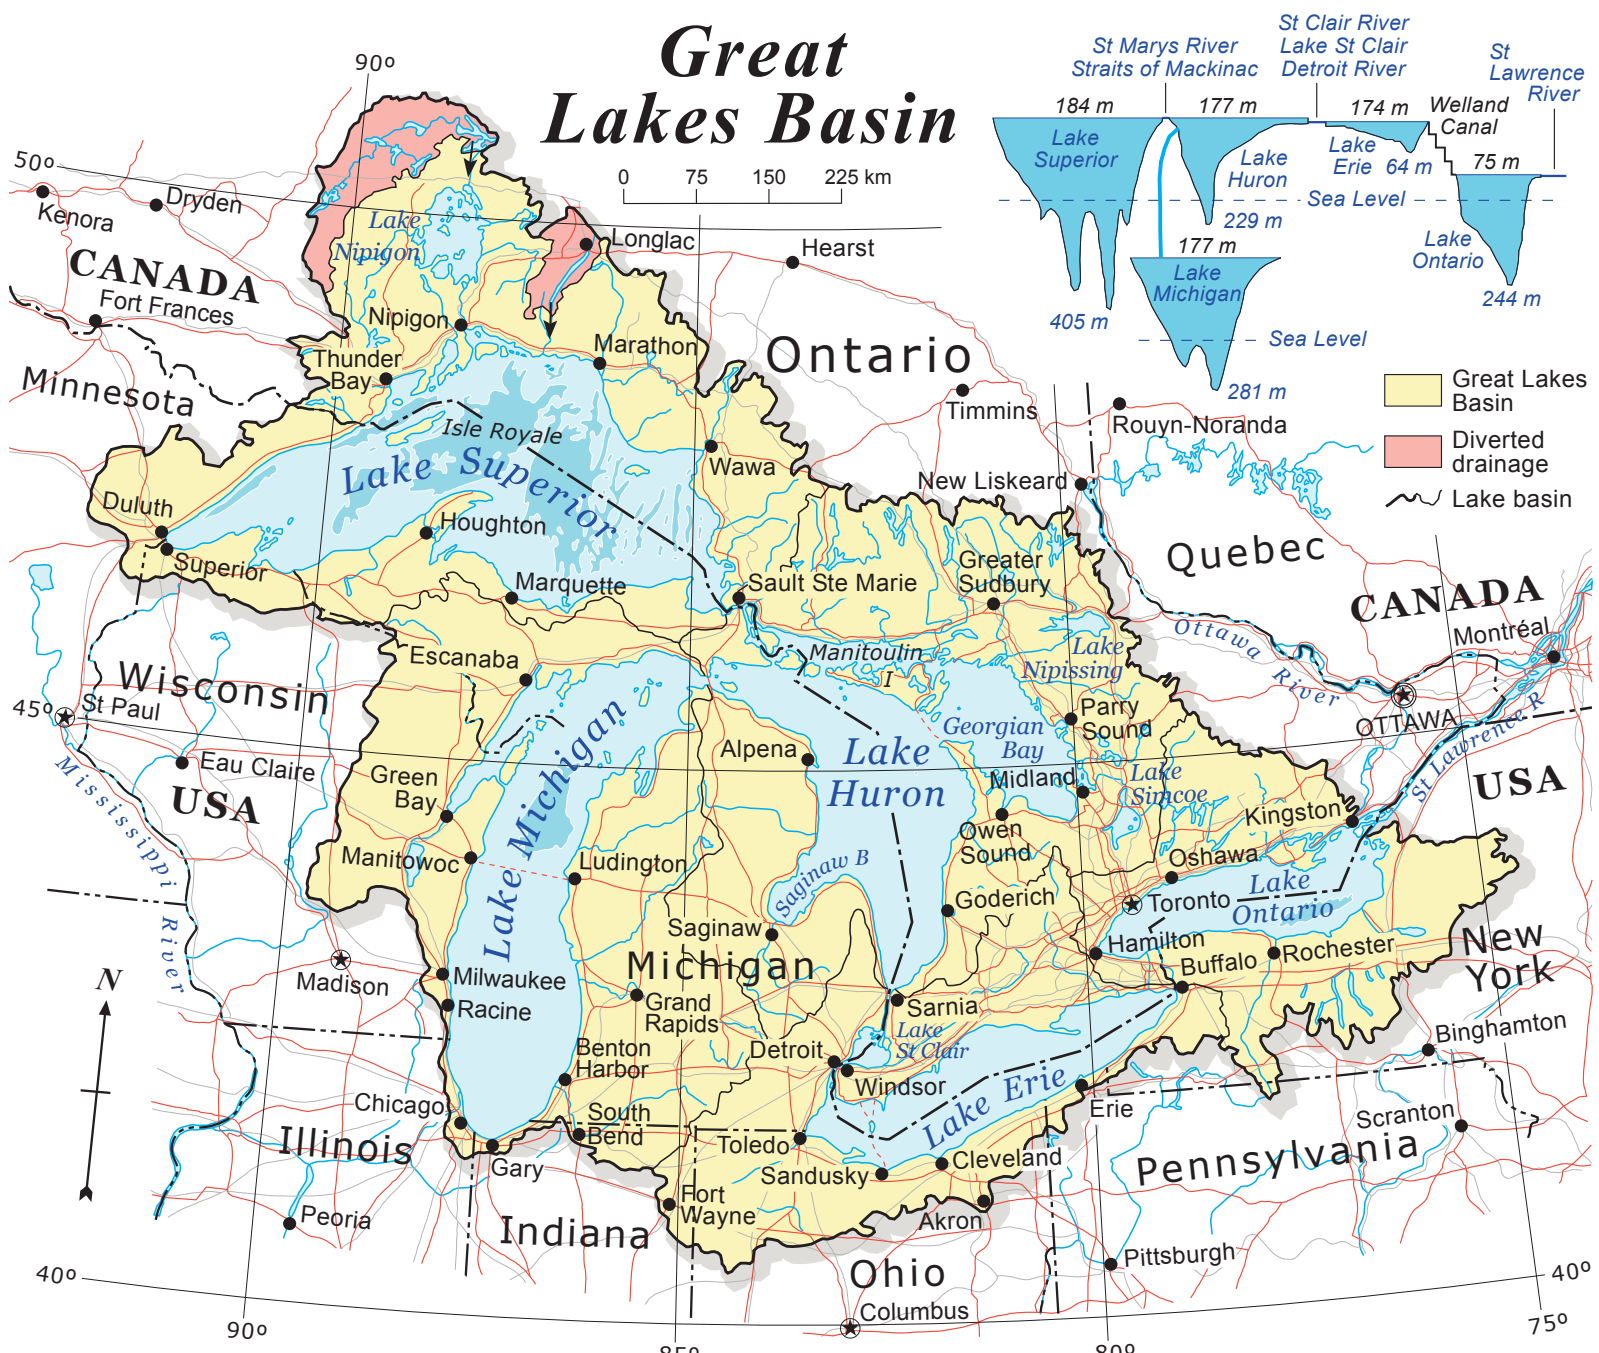 Great
Lakes Basin
0 75 150 225 km
St Marys River
Straits of Mackinac
St Clair River
Lake St Clair
Detroit River
St
Lawrence
River
184 m
177 m
174 m
Welland
Canal
75 m
Lake
Superior
Lake
Huron
Lake
Erie
64 m
Sea Level
229 m
177 m
Lake
Michigan
Lake
Ontario
244 m
405 m
Sea Level
281 m
Great Lakes
Basin
Diverted
drainage
Lake basin
90º
50º
Kenora
Dryden
CANADA
Fort Frances
Lake
Nipigon
Longlac
Hearst
Nipigon
Marathon
Thunder
Bay
Ontario
Minnesota
Timmins
Rouyn-Noranda
Isle Royale
Lake Superior
Wawa
New Liskeard
Duluth
Superior
Houghton
Marquette
Sault Ste Marie
Greater
Sudbury
Quebec
CANADA
Montréal
Ottawa River
OTTAWA
Escanaba
Manitoulin
I
Lake
Nipissing
Wisconsin
45º
St Paul
Eau Claire
USA
Mississippi River
Green
Bay
Manitowoc
Lake Michigan
Ludington
Alpena
Lake
Huron
Georgian
Bay
Parry
Sound
Midland
Lake
Simcoe
Owen
Sound
Kingston
St Lawrence R
USA
Oshawa
Toronto
Lake
Ontario
Saginaw B
Saginaw
Goderich
Hamilton
Buffalo
Rochester
New
York
Michigan
Madison
Milwaukee
Racine
Grand
Rapids
Sarnia
Lake
St Clair
Detroit
Windsor
Benton
Harbor
Binghamton
N
Chicago
South
Bend
Gary
Illinois
Toledo
Lake Erie
Erie
Scranton
Sandusky
Cleveland
Pennsylvania
Peoria
Fort
Wayne
Akron
Indiana
Pittsburgh
Ohio
Columbus
40º
40º
90º
85º
80º
75º